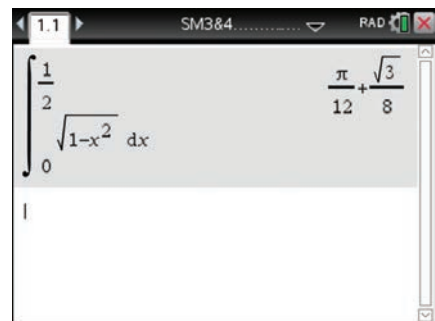 1.1 SM3&4............ RAD
∫₀^(1/2) √(1-x²) dx
π/12 + √3/8